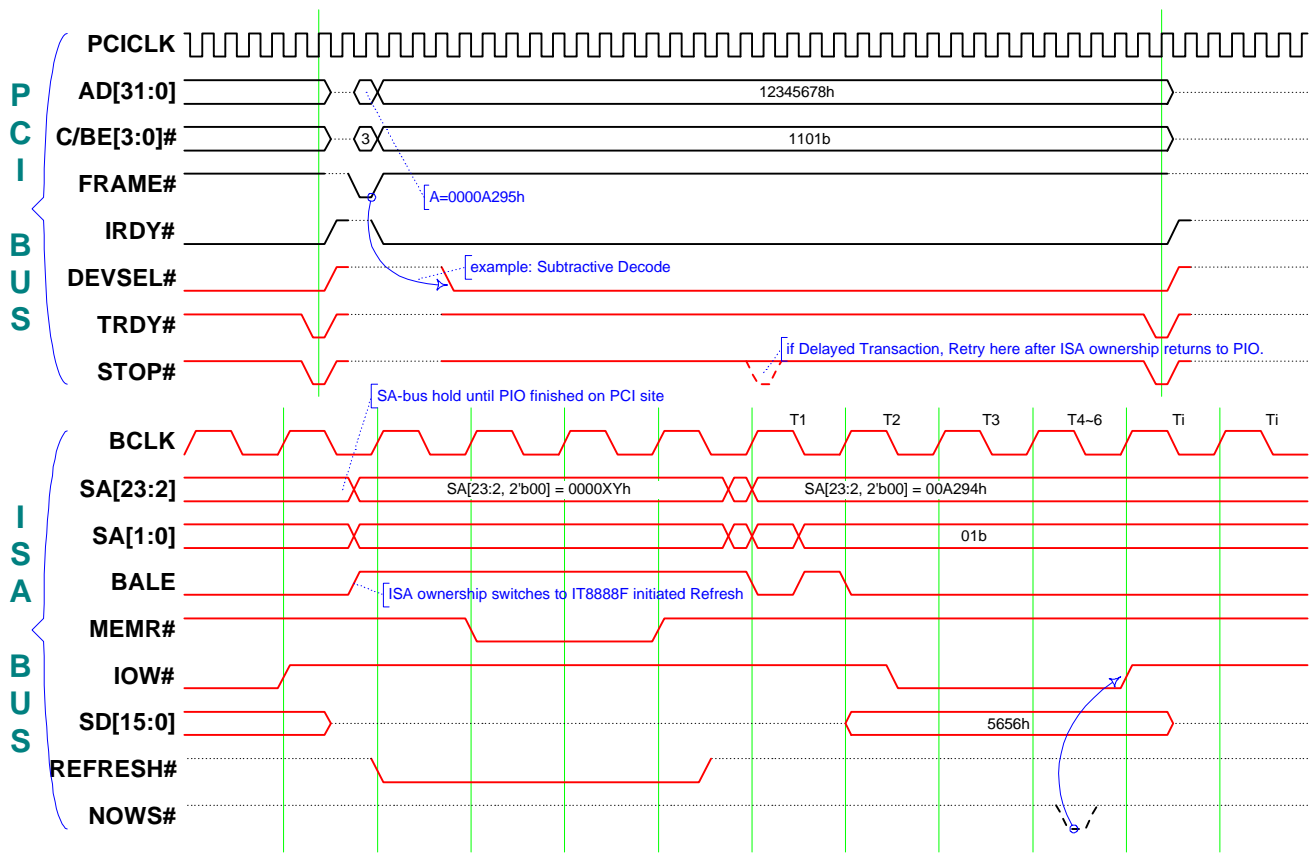 PCI BUS
PCICLK
AD[31:0]
12345678h
C/BE[3:0]#
3
1101b
FRAME#
A=0000A295h
IRDY#
DEVSEL#
example: Subtractive Decode
TRDY#
STOP#
if Delayed Transaction, Retry here after ISA ownership returns to PIO.
SA-bus hold until PIO finished on PCI site
ISA BUS
BCLK
T1
T2
T3
T4~6
Ti
Ti
SA[23:2]
SA[23:2, 2'b00] = 0000XYh
SA[23:2, 2'b00] = 00A294h
SA[1:0]
01b
BALE
ISA ownership switches to IT8888F initiated Refresh
MEMR#
IOW#
SD[15:0]
5656h
REFRESH#
NOWS#